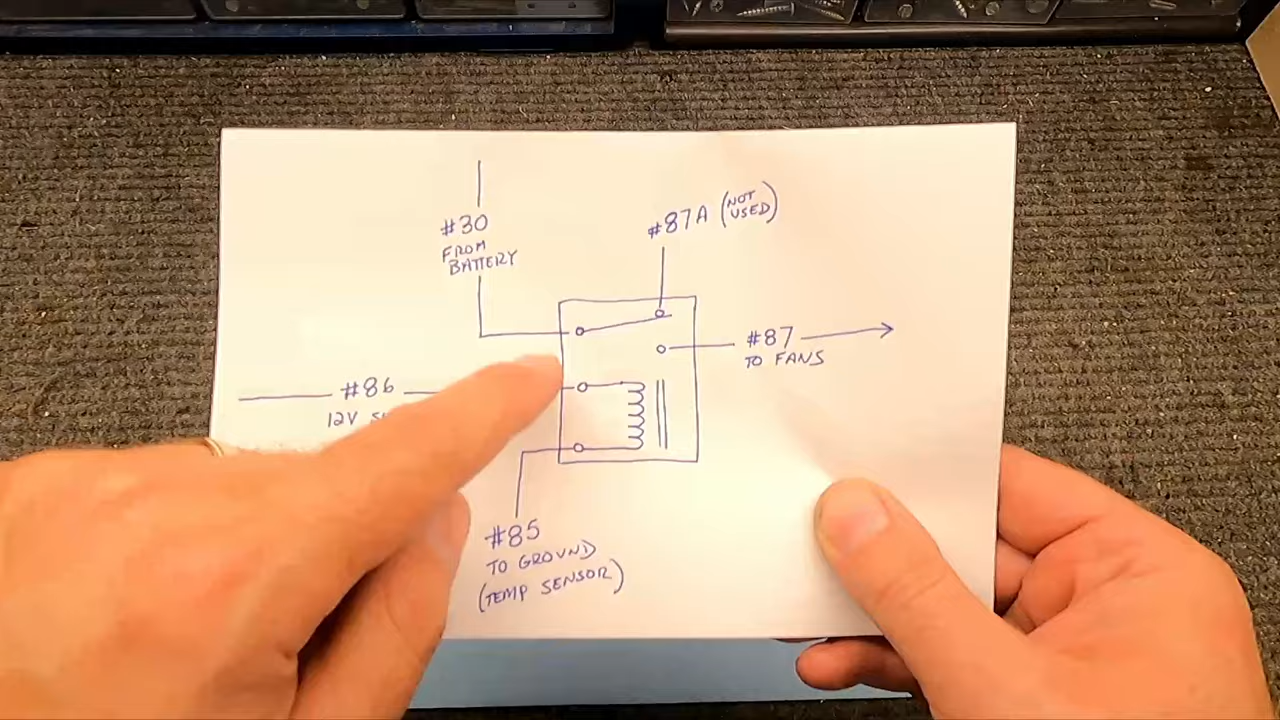 #30
FROM
BATTERY
#87A (NOT
USED)
#87
TO FANS
#86
12V
#85
TO GROUND
(TEMP SENSOR)